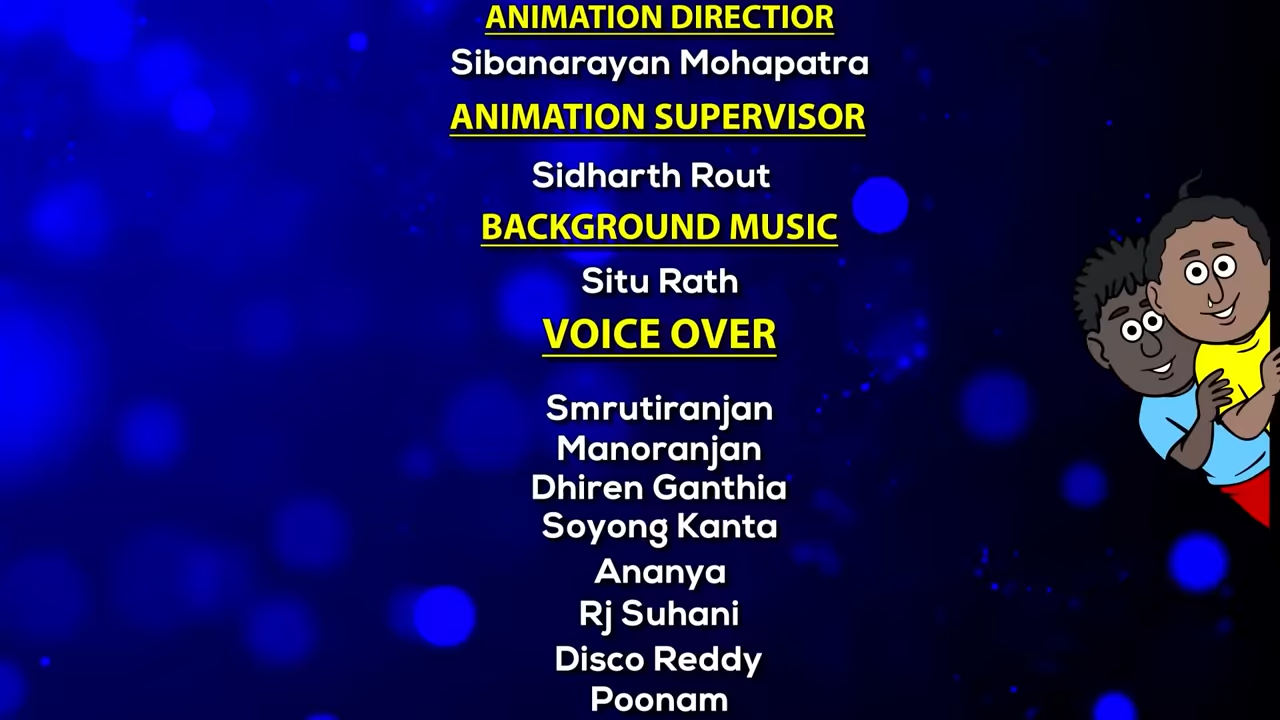 ANIMATION DIRECTIOR
Sibanarayan Mohapatra
ANIMATION SUPERVISOR
Sidharth Rout
BACKGROUND MUSIC
Situ Rath
VOICE OVER
Smrutiranjan
Manoranjan
Dhiren Ganthia
Soyong Kanta
Ananya
Rj Suhani
Disco Reddy
Poonam